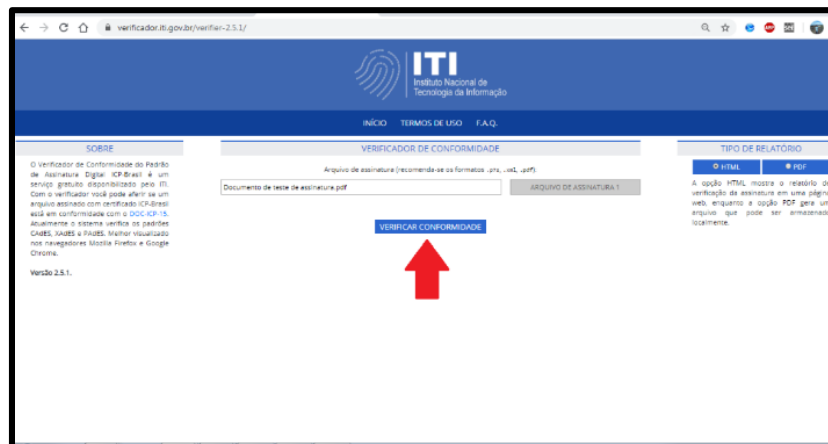 verificador.iti.gov.br/verifier-2.5.1/
ITI
Instituto Nacional de
Tecnologia da Informação
INÍCIO TERMOS DE USO F.A.Q.
SOBRE
O Verificador de Conformidade do Padrão
de Assinatura Digital ICP-Brasil é um
serviço gratuito disponibilizado pelo ITI.
Com o verificador você pode aferir se um
arquivo assinado com certificado ICP-Brasil
está em conformidade com o DOC-ICP-15.
Atualmente o sistema verifica os padrões
CAdES, XAdES e PAdES. Melhor visualizado
nos navegadores Mozilla Firefox e Google
Chrome.
Versão 2.5.1.
VERIFICADOR DE CONFORMIDADE
Arquivo de assinatura (recomenda-se os formatos .p7s, .xml, .pdf):
Documento de teste de assinatura.pdf
ARQUIVO DE ASSINATURA 1
VERIFICAR CONFORMIDADE
TIPO DE RELATÓRIO
HTML PDF
A opção HTML mostra o relatório de
verificação da assinatura em uma página
web, enquanto a opção PDF gera um
arquivo que pode ser armazenado
localmente.